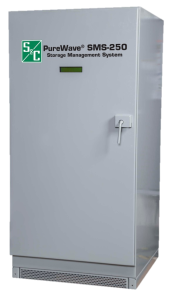 S&C
PureWave® SMS-250
Storage Management System